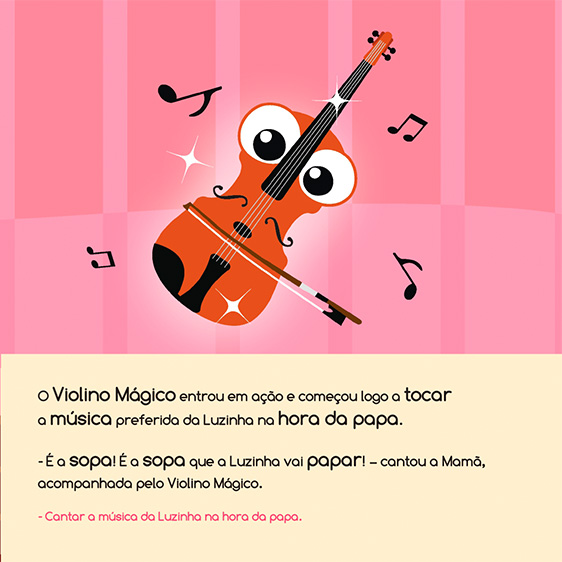 O Violino Mágico entrou em ação e começou logo a tocar
a música preferida da Luzinha na hora da papa.
- É a sopa! É a sopa que a Luzinha vai papar! – cantou a Mamã,
acompanhada pelo Violino Mágico.
- Cantar a música da Luzinha na hora da papa.